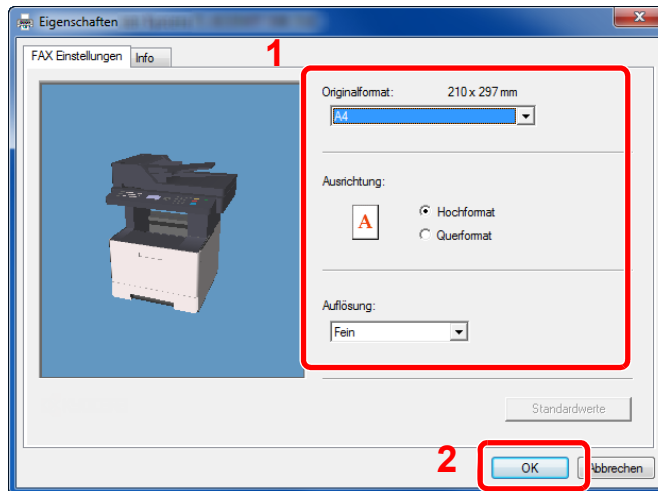 Eigenschaften
1
FAX Einstellungen Info
Originalformat: 210 x 297 mm
A4
Ausrichtung:
A
Hochformat
Querformat
Auflösung:
Fein
Standardwerte
2
OK Abbrechen